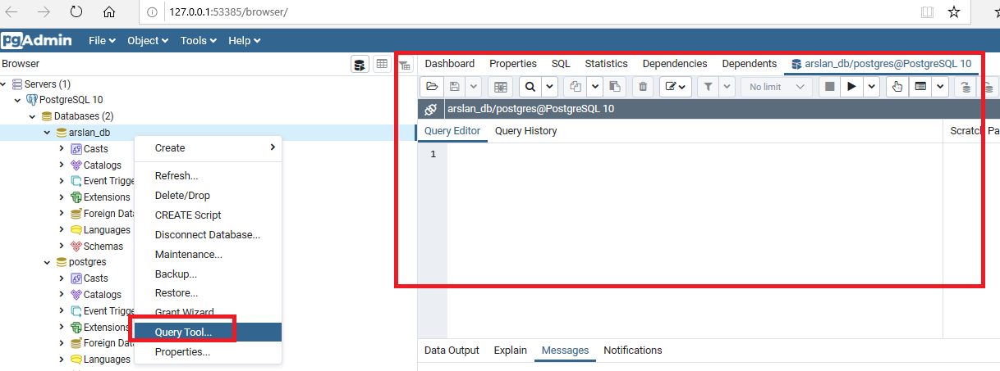 127.0.0.1:53385/browser/
pgAdmin File Object Tools Help
Browser
Dashboard Properties SQL Statistics Dependencies Dependents arslan_db/postgres@PostgreSQL 10
Servers (1)
PostgreSQL 10
Databases (2)
arslan_db
Casts
Catalogs
Event Trigge
Extensions
Foreign Dat
Languages
Schemas
postgres
Casts
Catalogs
Event Trigge
Extensions
Foreign Dat
Languages
Create
Refresh...
Delete/Drop
CREATE Script
Disconnect Database...
Maintenance...
Backup...
Restore...
Grant Wizard...
Query Tool...
Properties...
No limit
arslan_db/postgres@PostgreSQL 10
Query Editor Query History Scratch Pa
1
Data Output Explain Messages Notifications